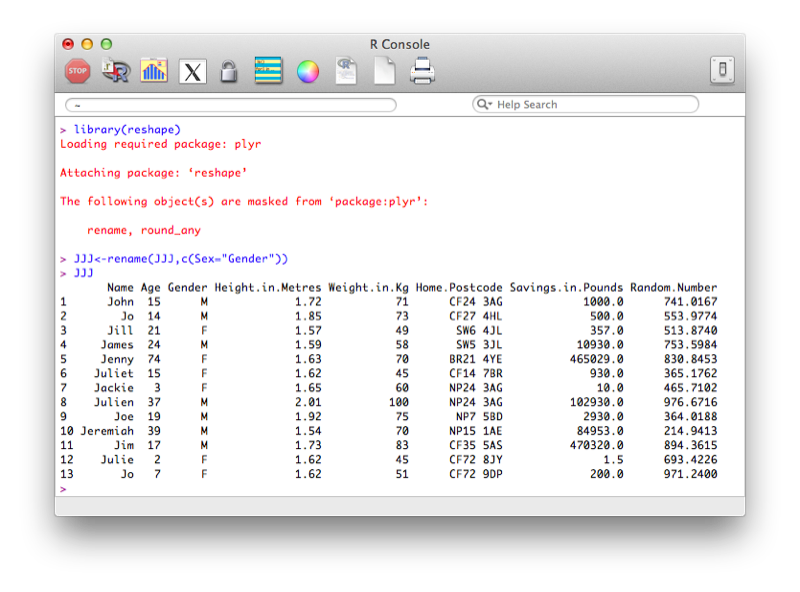 R Console
STOP
R
X
R
~
Help Search
> library(reshape)
Loading required package: plyr
Attaching package: ‘reshape’
The following object(s) are masked from ‘package:plyr’:
rename, round_any
> JJJ<-rename(JJJ,c(Sex="Gender"))
> JJJ
Name Age Gender Height.in.Metres Weight.in.Kg Home.Postcode Savings.in.Pounds Random.Number
1 John 15 M 1.72 71 CF24 3AG 1000.0 741.0167
2 Jo 14 M 1.85 73 CF27 4HL 500.0 553.9774
3 Jill 21 F 1.57 49 SW6 4JL 357.0 513.8740
4 James 24 M 1.59 58 SW5 3JL 10930.0 753.5984
5 Jenny 74 F 1.63 70 BR21 4YE 465029.0 830.8453
6 Juliet 15 F 1.62 45 CF14 7BR 930.0 365.1762
7 Jackie 3 F 1.65 60 NP24 3AG 10.0 465.7102
8 Julien 37 M 2.01 100 NP24 3AG 102930.0 976.6716
9 Joe 19 M 1.92 75 NP7 5BD 2930.0 364.0188
10 Jeremiah 39 M 1.54 70 NP15 1AE 84953.0 214.9413
11 Jim 17 M 1.73 83 CF35 5AS 470320.0 894.3615
12 Julie 2 F 1.62 45 CF72 8JY 1.5 693.4226
13 Jo 7 F 1.62 51 CF72 9DP 200.0 971.2400
>